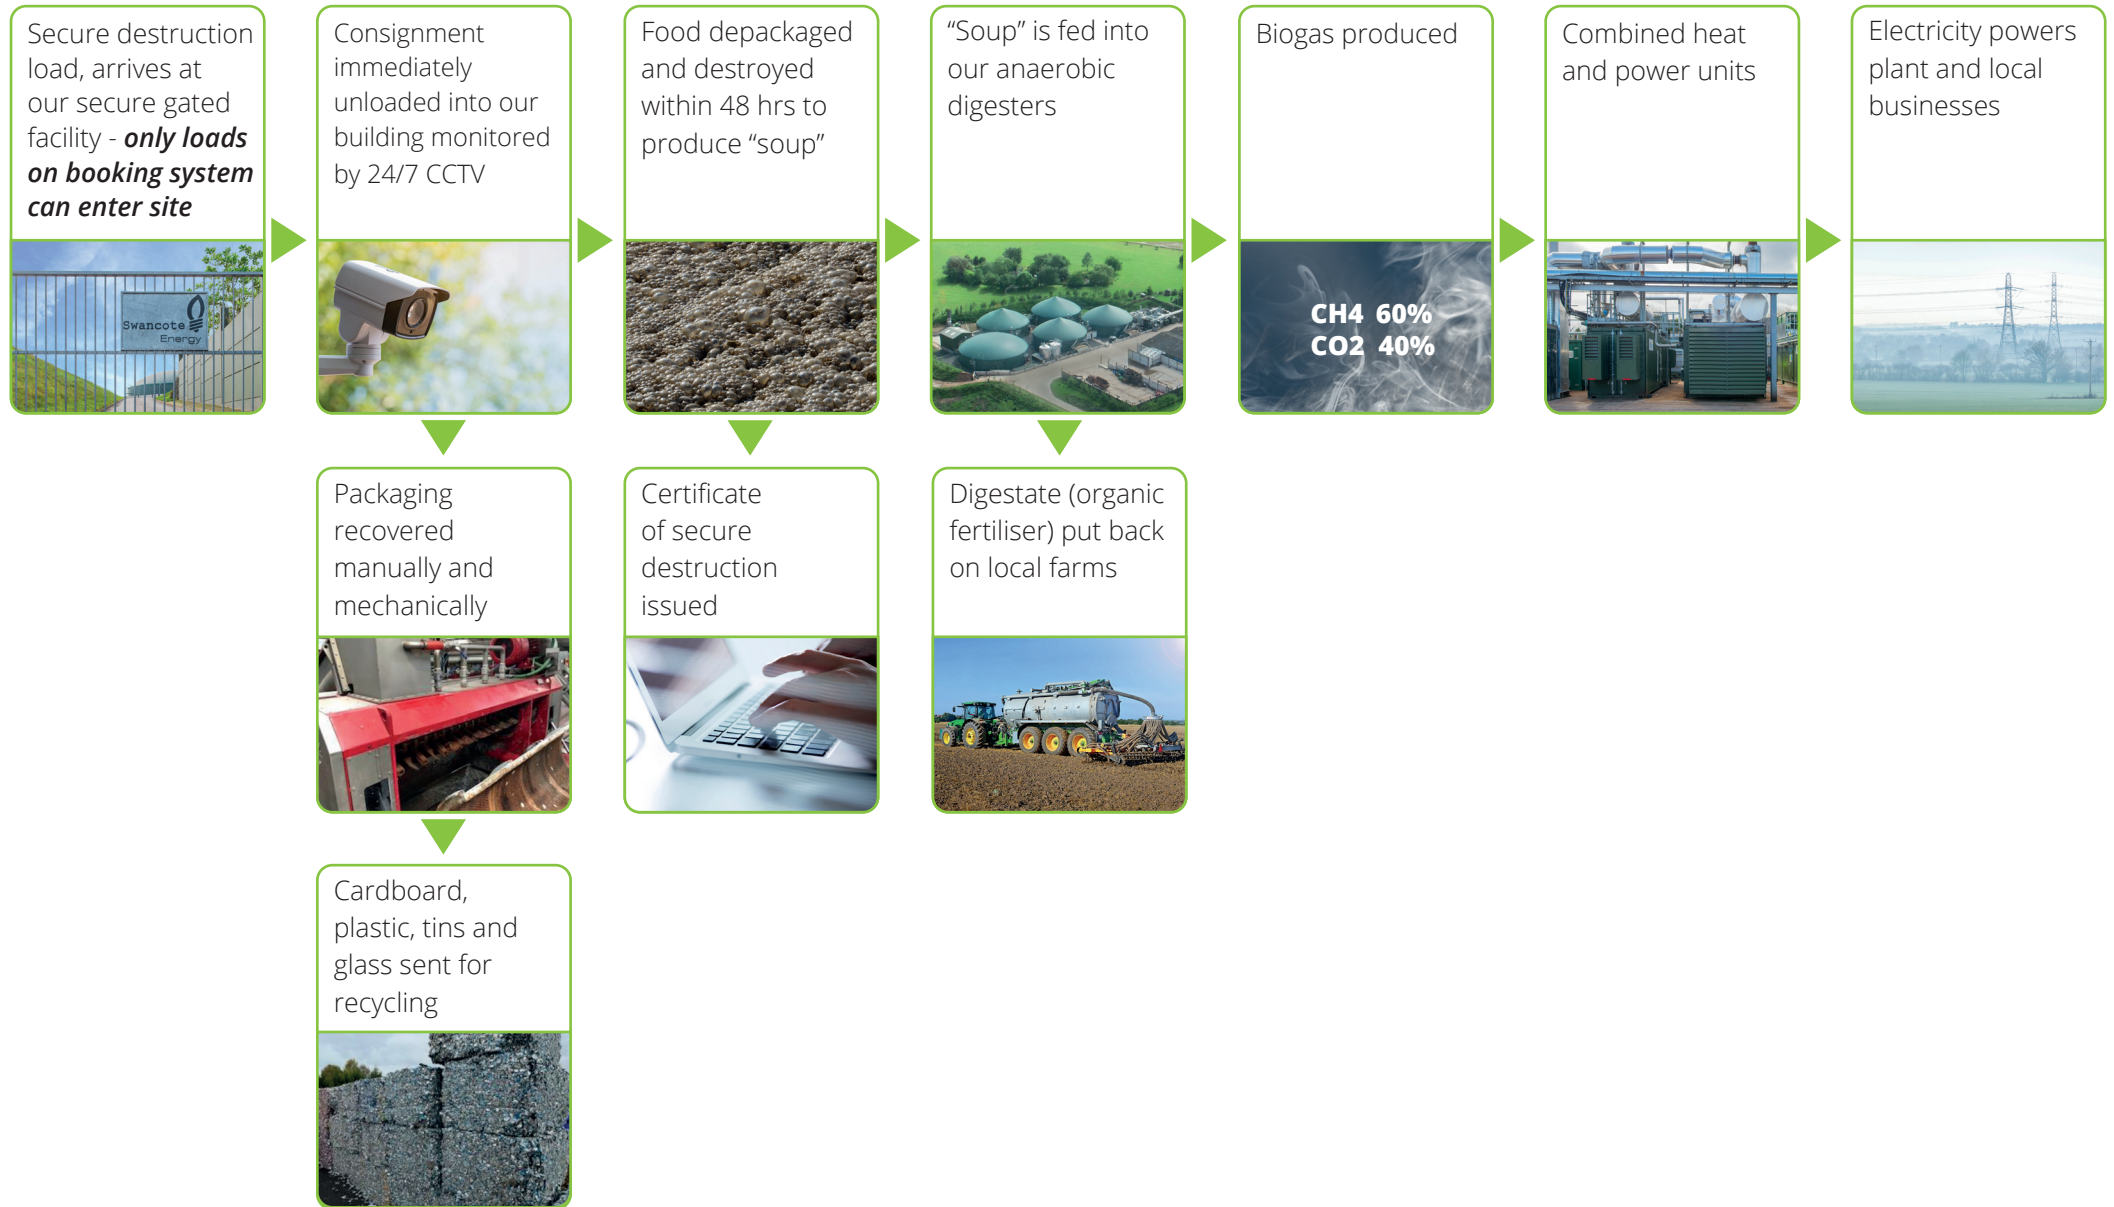 Secure destruction
load, arrives at
our secure gated
facility - only loads
on booking system
can enter site
Swancote
Energy
Consignment
immediately
unloaded into our
building monitored
by 24/7 CCTV
Food depackaged
and destroyed
within 48 hrs to
produce “soup”
“Soup” is fed into
our anaerobic
digesters
Biogas produced
CH4 60%
CO2 40%
Combined heat
and power units
Electricity powers
plant and local
businesses
Packaging
recovered
manually and
mechanically
Certificate
of secure
destruction
issued
Digestate (organic
fertiliser) put back
on local farms
Cardboard,
plastic, tins and
glass sent for
recycling